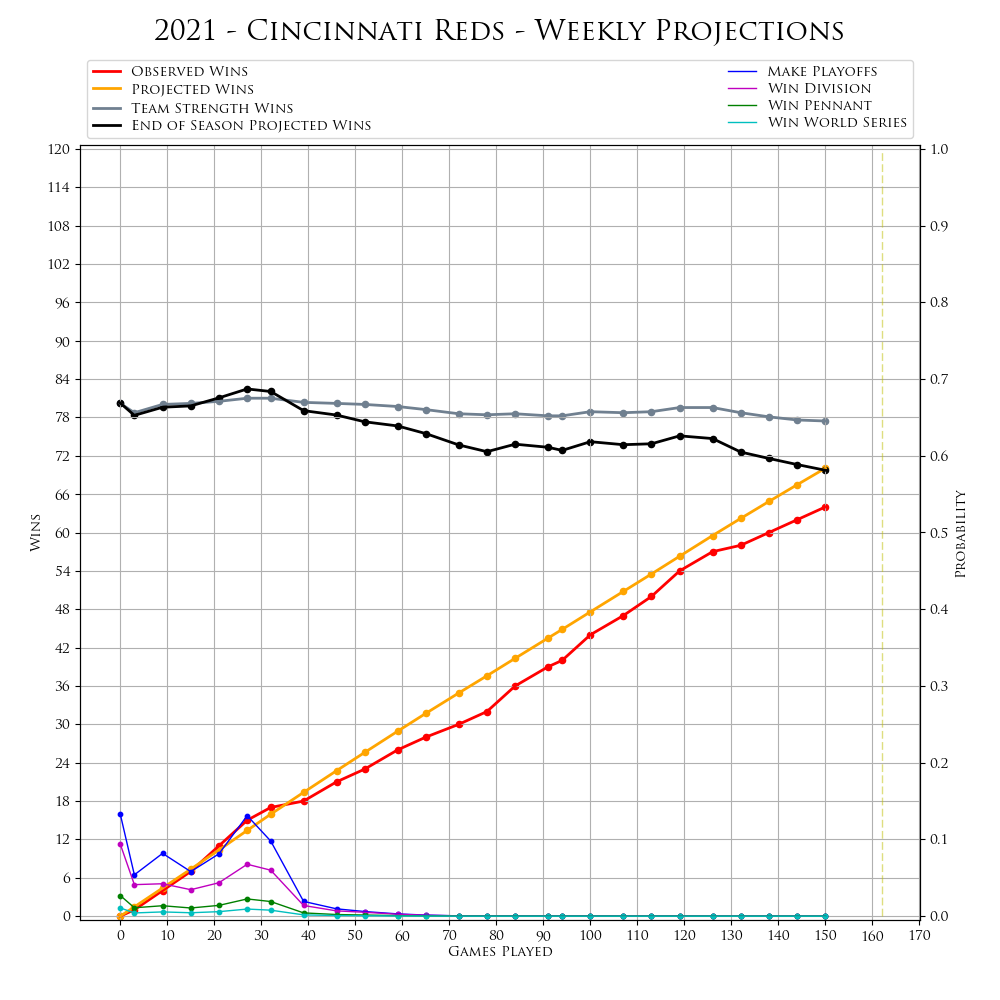 2021 - Cincinnati Reds - Weekly Projections
Observed Wins
Projected Wins
Team Strength Wins
End of Season Projected Wins
Make Playoffs
Win Division
Win Pennant
Win World Series
120
114
108
102
96
90
84
78
72
66
60
54
48
42
36
30
24
18
12
6
0
Wins
1.0
0.9
0.8
0.7
0.6
0.5
0.4
0.3
0.2
0.1
0.0
Probability
0 10 20 30 40 50 60 70 80 90 100 110 120 130 140 150 160 170
Games Played